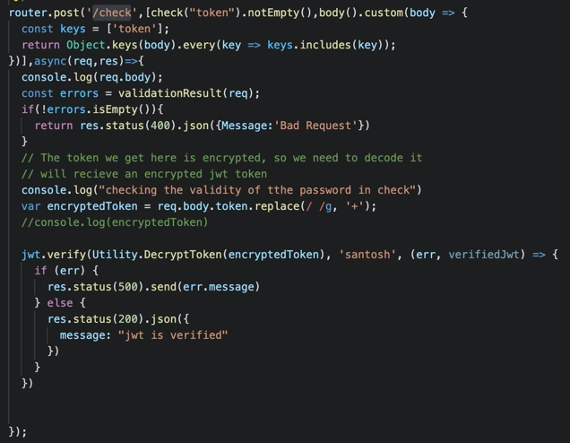 router.post('/check',[check("token").notEmpty(),body().custom(body => {
const keys = ['token'];
return Object.keys(body).every(key => keys.includes(key));
})],async(req,res)=>{
console.log(req.body);
const errors = validationResult(req);
if(!errors.isEmpty()){
return res.status(400).json({Message:'Bad Request'})
}
// The token we get here is encrypted, so we need to decode it
// will recieve an encrypted jwt token
console.log("checking the validity of tthe password in check")
var encryptedToken = req.body.token.replace(/ /g, '+');
//console.log(encryptedToken)
jwt.verify(Utility.DecryptToken(encryptedToken), 'santosh', (err, verifiedJwt) => {
if (err) {
res.status(500).send(err.message)
} else {
res.status(200).json({
message: "jwt is verified"
})
}
})
});